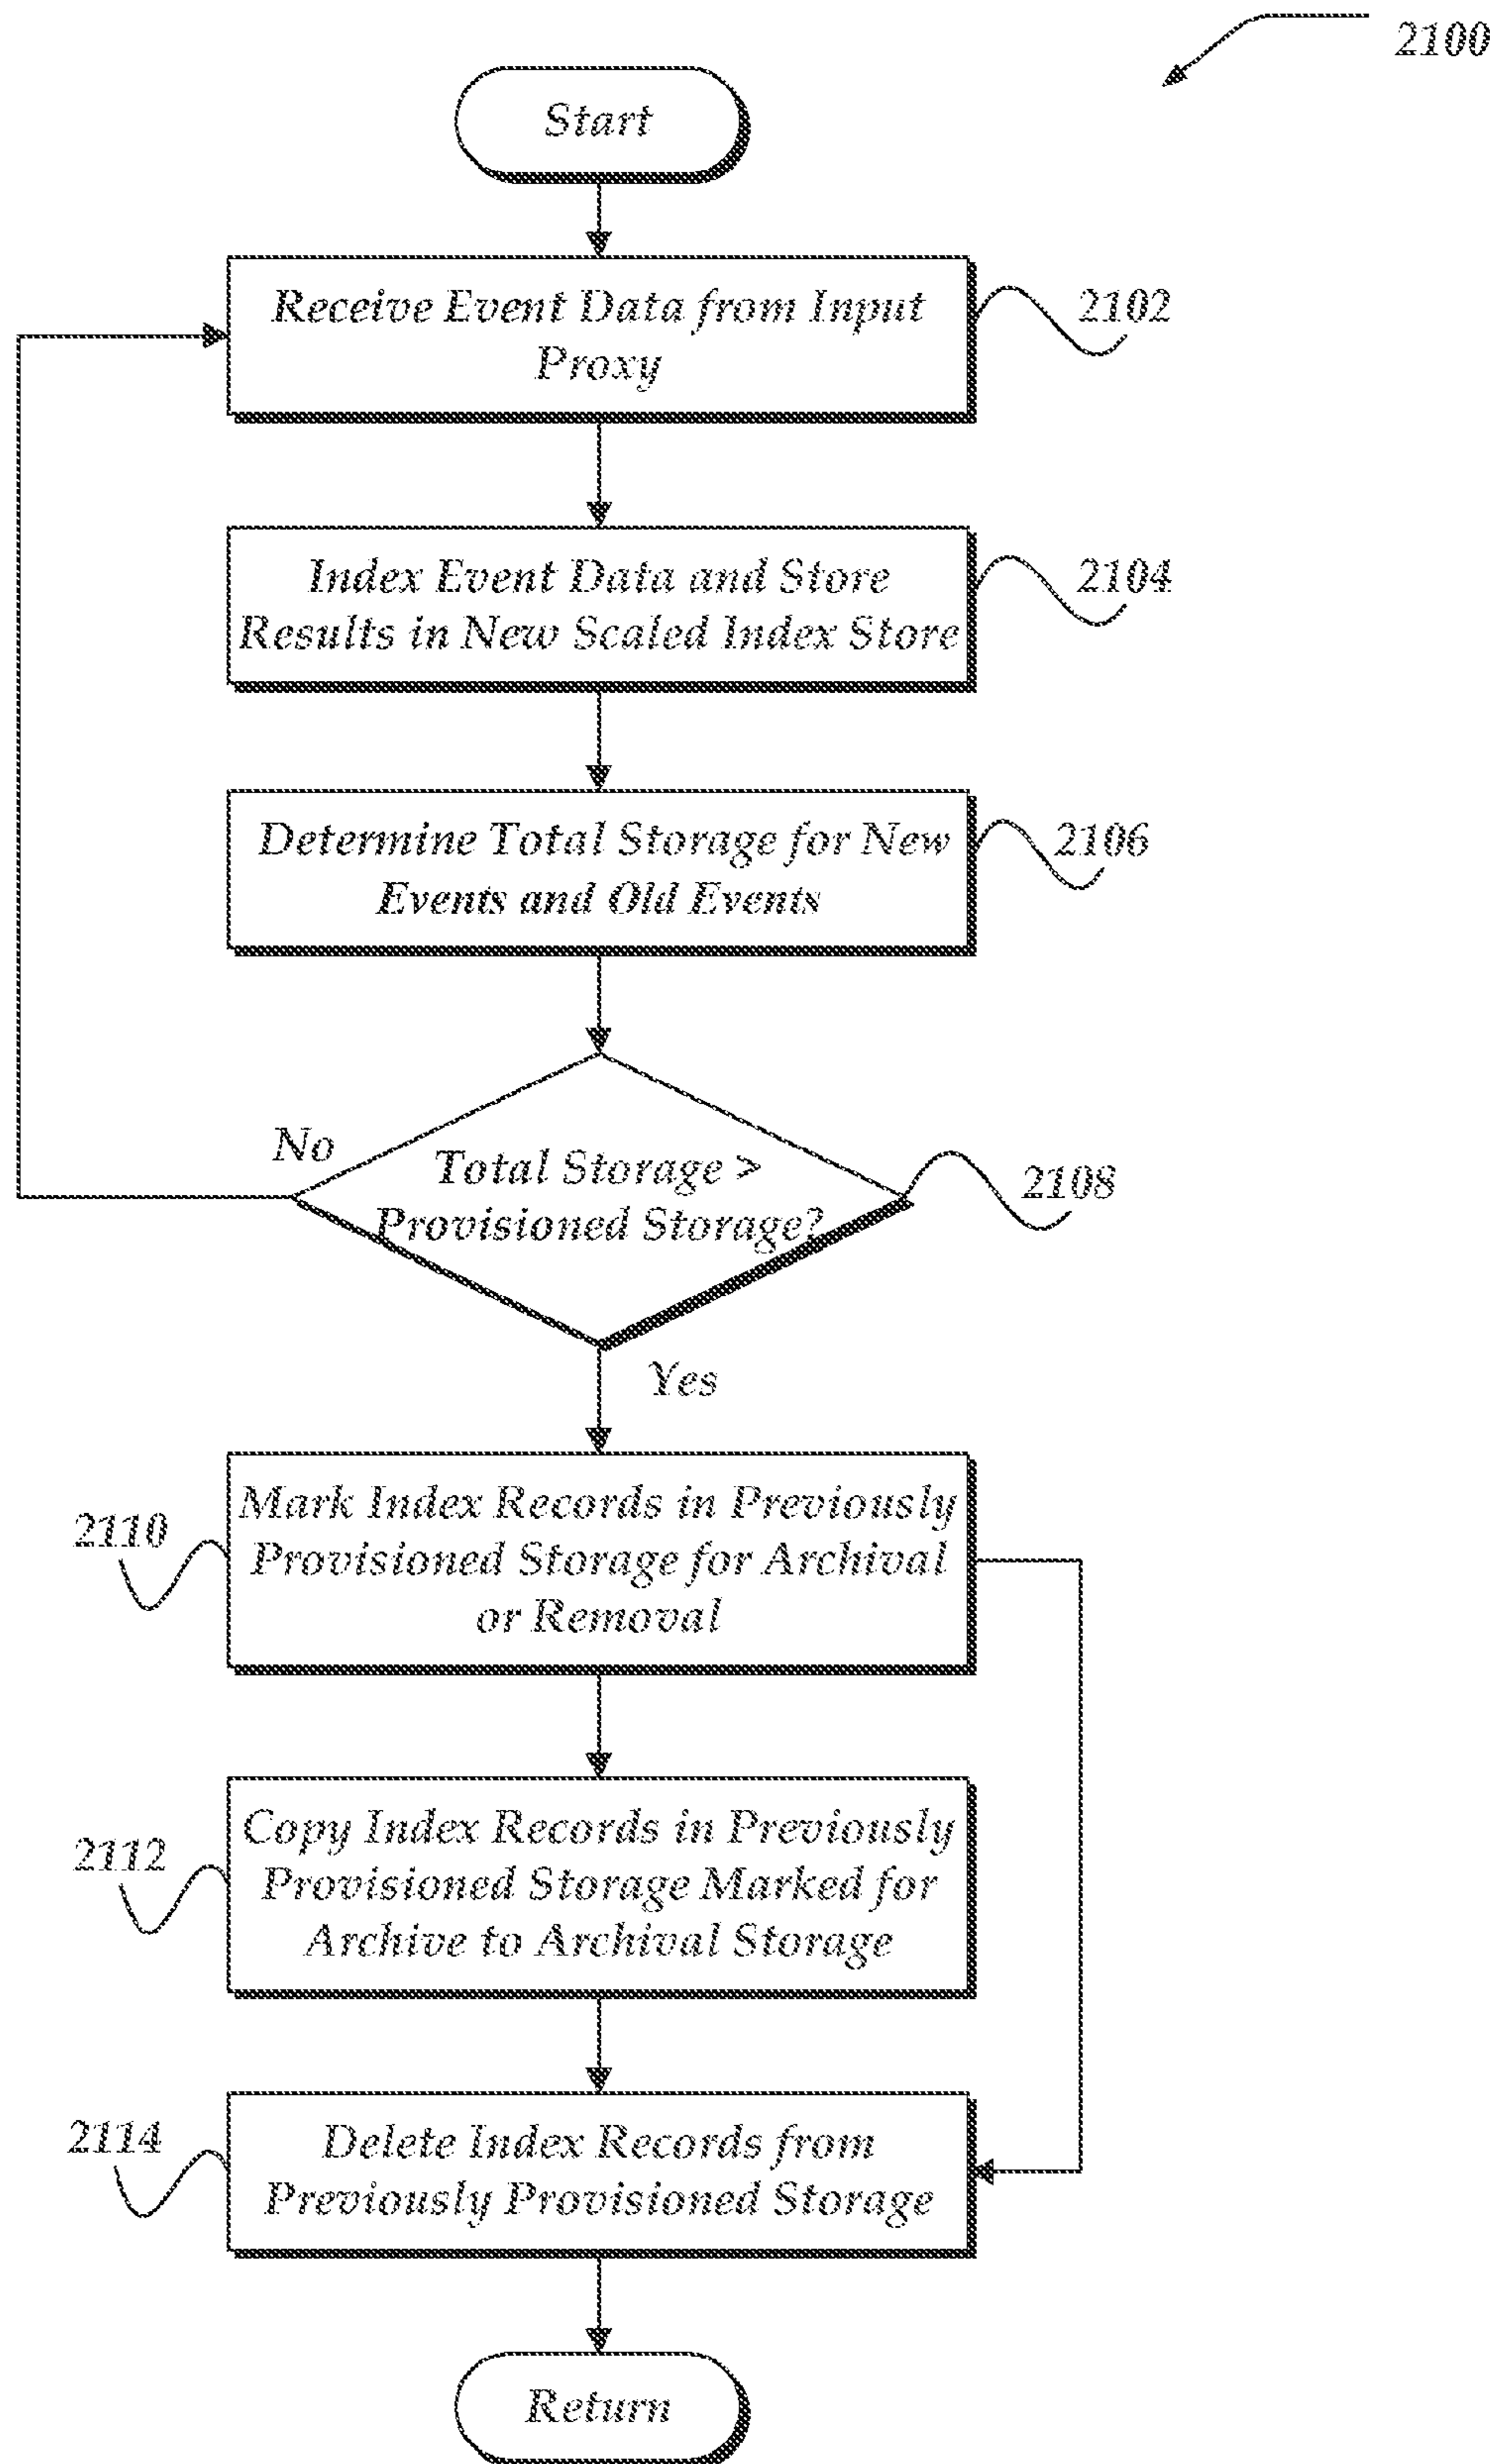 2100
Start
Receive Event Data from Input
Proxy
2102
Index Event Data and Store
Results in New Scaled Index Store
2104
Determine Total Storage for New
Events and Old Events
2106
No
Total Storage >
Provisioned Storage?
2108
Yes
Mark Index Records in Previously
Provisioned Storage for Archival
or Removal
2110
Copy Index Records in Previously
Provisioned Storage Marked for
Archive to Archival Storage
2112
Delete Index Records from
Previously Provisioned Storage
2114
Return